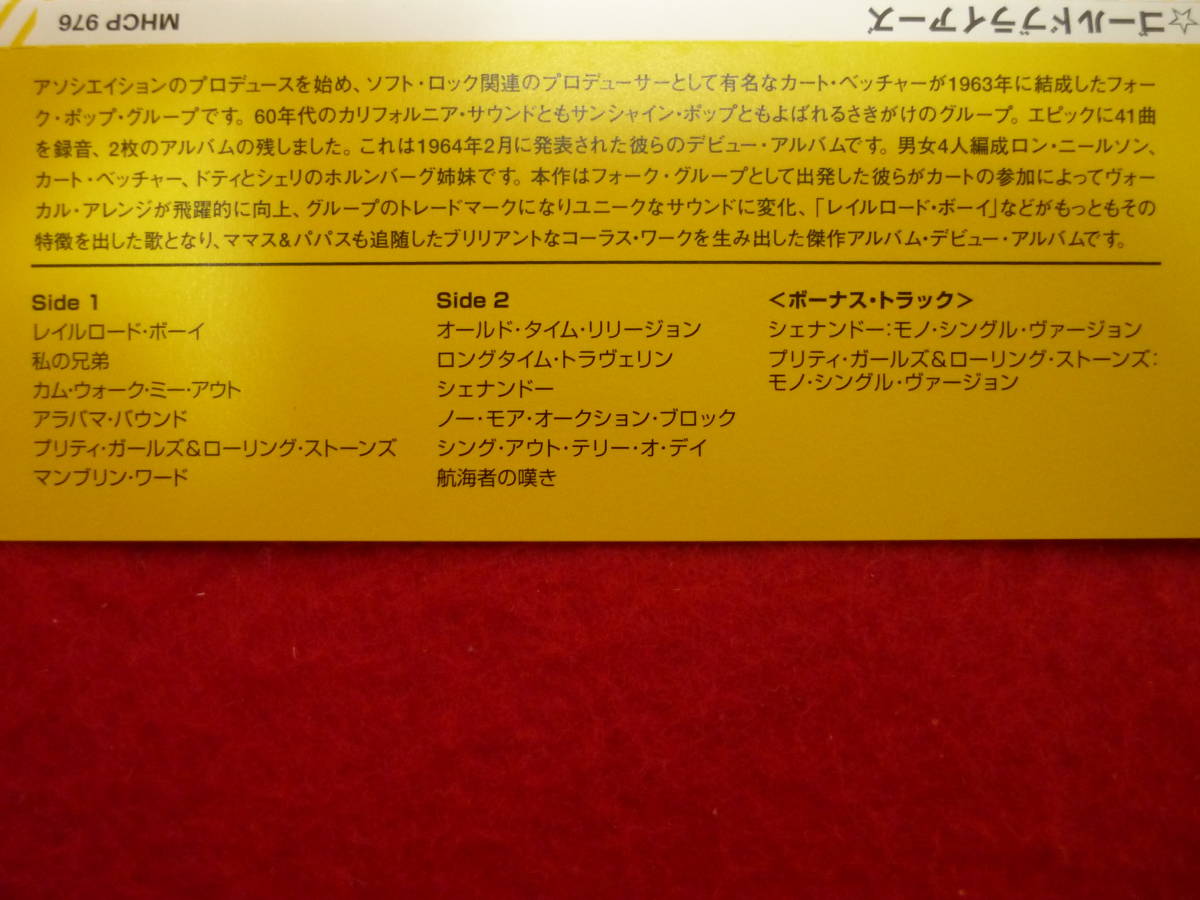 ☆ゴールドブライアーズ
MHCP 976
アソシエイションのプロデュースを始め、ソフト・ロック関連のプロデューサーとして有名なカート・ベッチャーが1963年に結成したフォー
ク・ポップ・グループです。60年代のカリフォルニア・サウンドともサンシャイン・ポップともよばれるさきがけのグループ。エピックに41曲
を録音、2枚のアルバムの残しました。これは1964年2月に発表された彼らのデビュー・アルバムです。男女4人編成ロン・ニールソン、
カート・ベッチャー、ドティとシェリのホルンバーグ姉妹です。本作はフォーク・グループとして出発した彼らがカートの参加によってヴォー
カル・アレンジが飛躍的に向上、グループのトレードマークになりユニークなサウンドに変化、「レイルロード・ボーイ」などがもっともその
特徴を出した歌となり、ママス&パパスも追随したブリリアントなコーラス・ワークを生み出した傑作アルバム・デビュー・アルバムです。
Side 1
レイルロード・ボーイ
私の兄弟
カム・ウォーク・ミー・アウト
アラバマ・バウンド
プリティ・ガールズ&ローリング・ストーンズ
マンブリン・ワード
Side 2
オールド・タイム・リリージョン
ロングタイム・トラヴェリン
シェナンドー
ノー・モア・オークション・ブロック
シング・アウト・テリー・オ・デイ
航海者の嘆き
<ボーナス・トラック>
シェナンドー:モノ・シングル・ヴァージョン
プリティ・ガールズ&ローリング・ストーンズ:
モノ・シングル・ヴァージョン